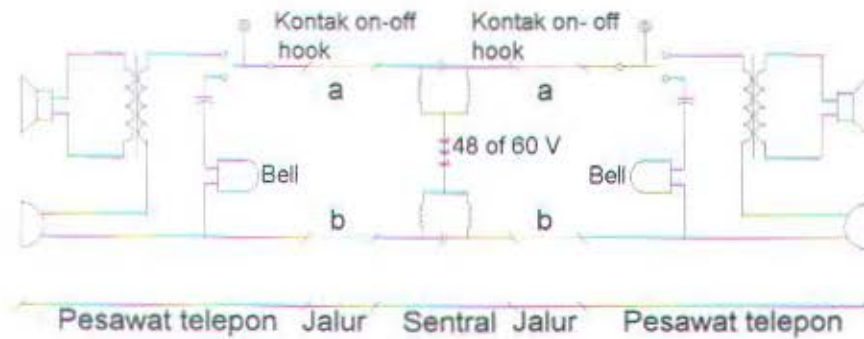 Kontak on-off
hook
Kontak on- off
hook
a
a
48 of 60 V
Bell
Bell
b
b
Pesawat telepon
Jalur
Sentral
Jalur
Pesawat telepon